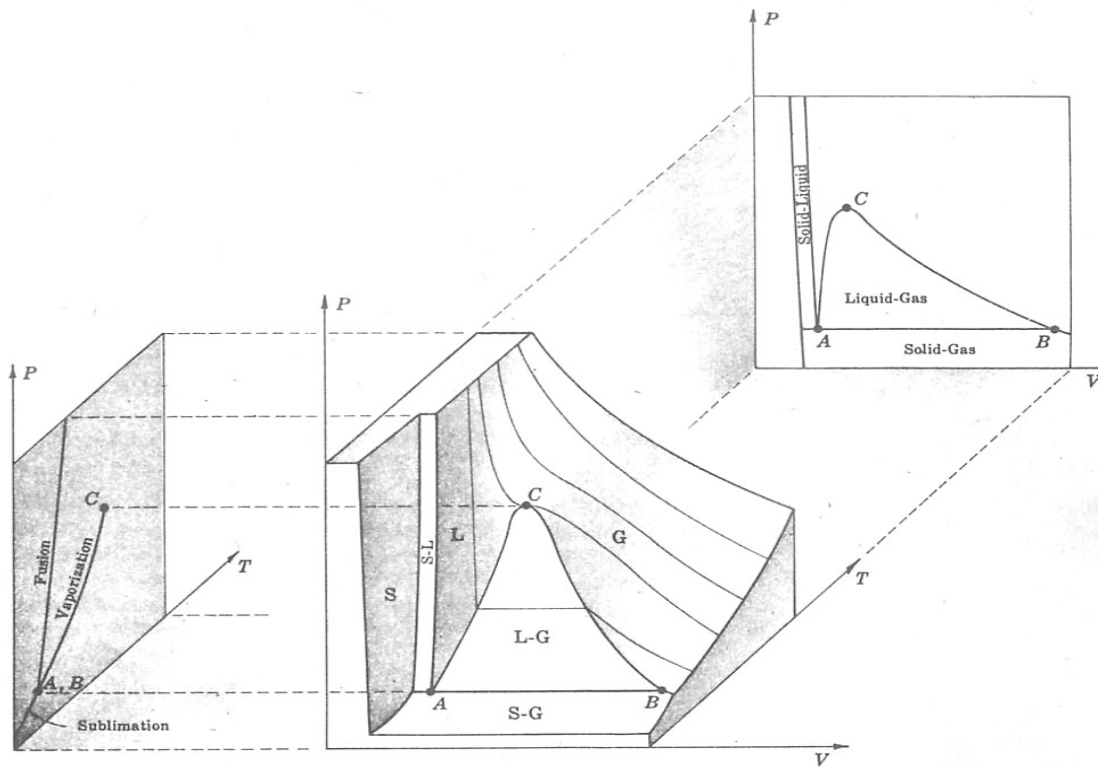 P
Solid-Liquid
C
Liquid-Gas
A
B
Solid-Gas
V
P
C
Fusion
Vaporization
T
A, B
Sublimation
P
C
L
G
S-L
S
L-G
T
A
B
S-G
V